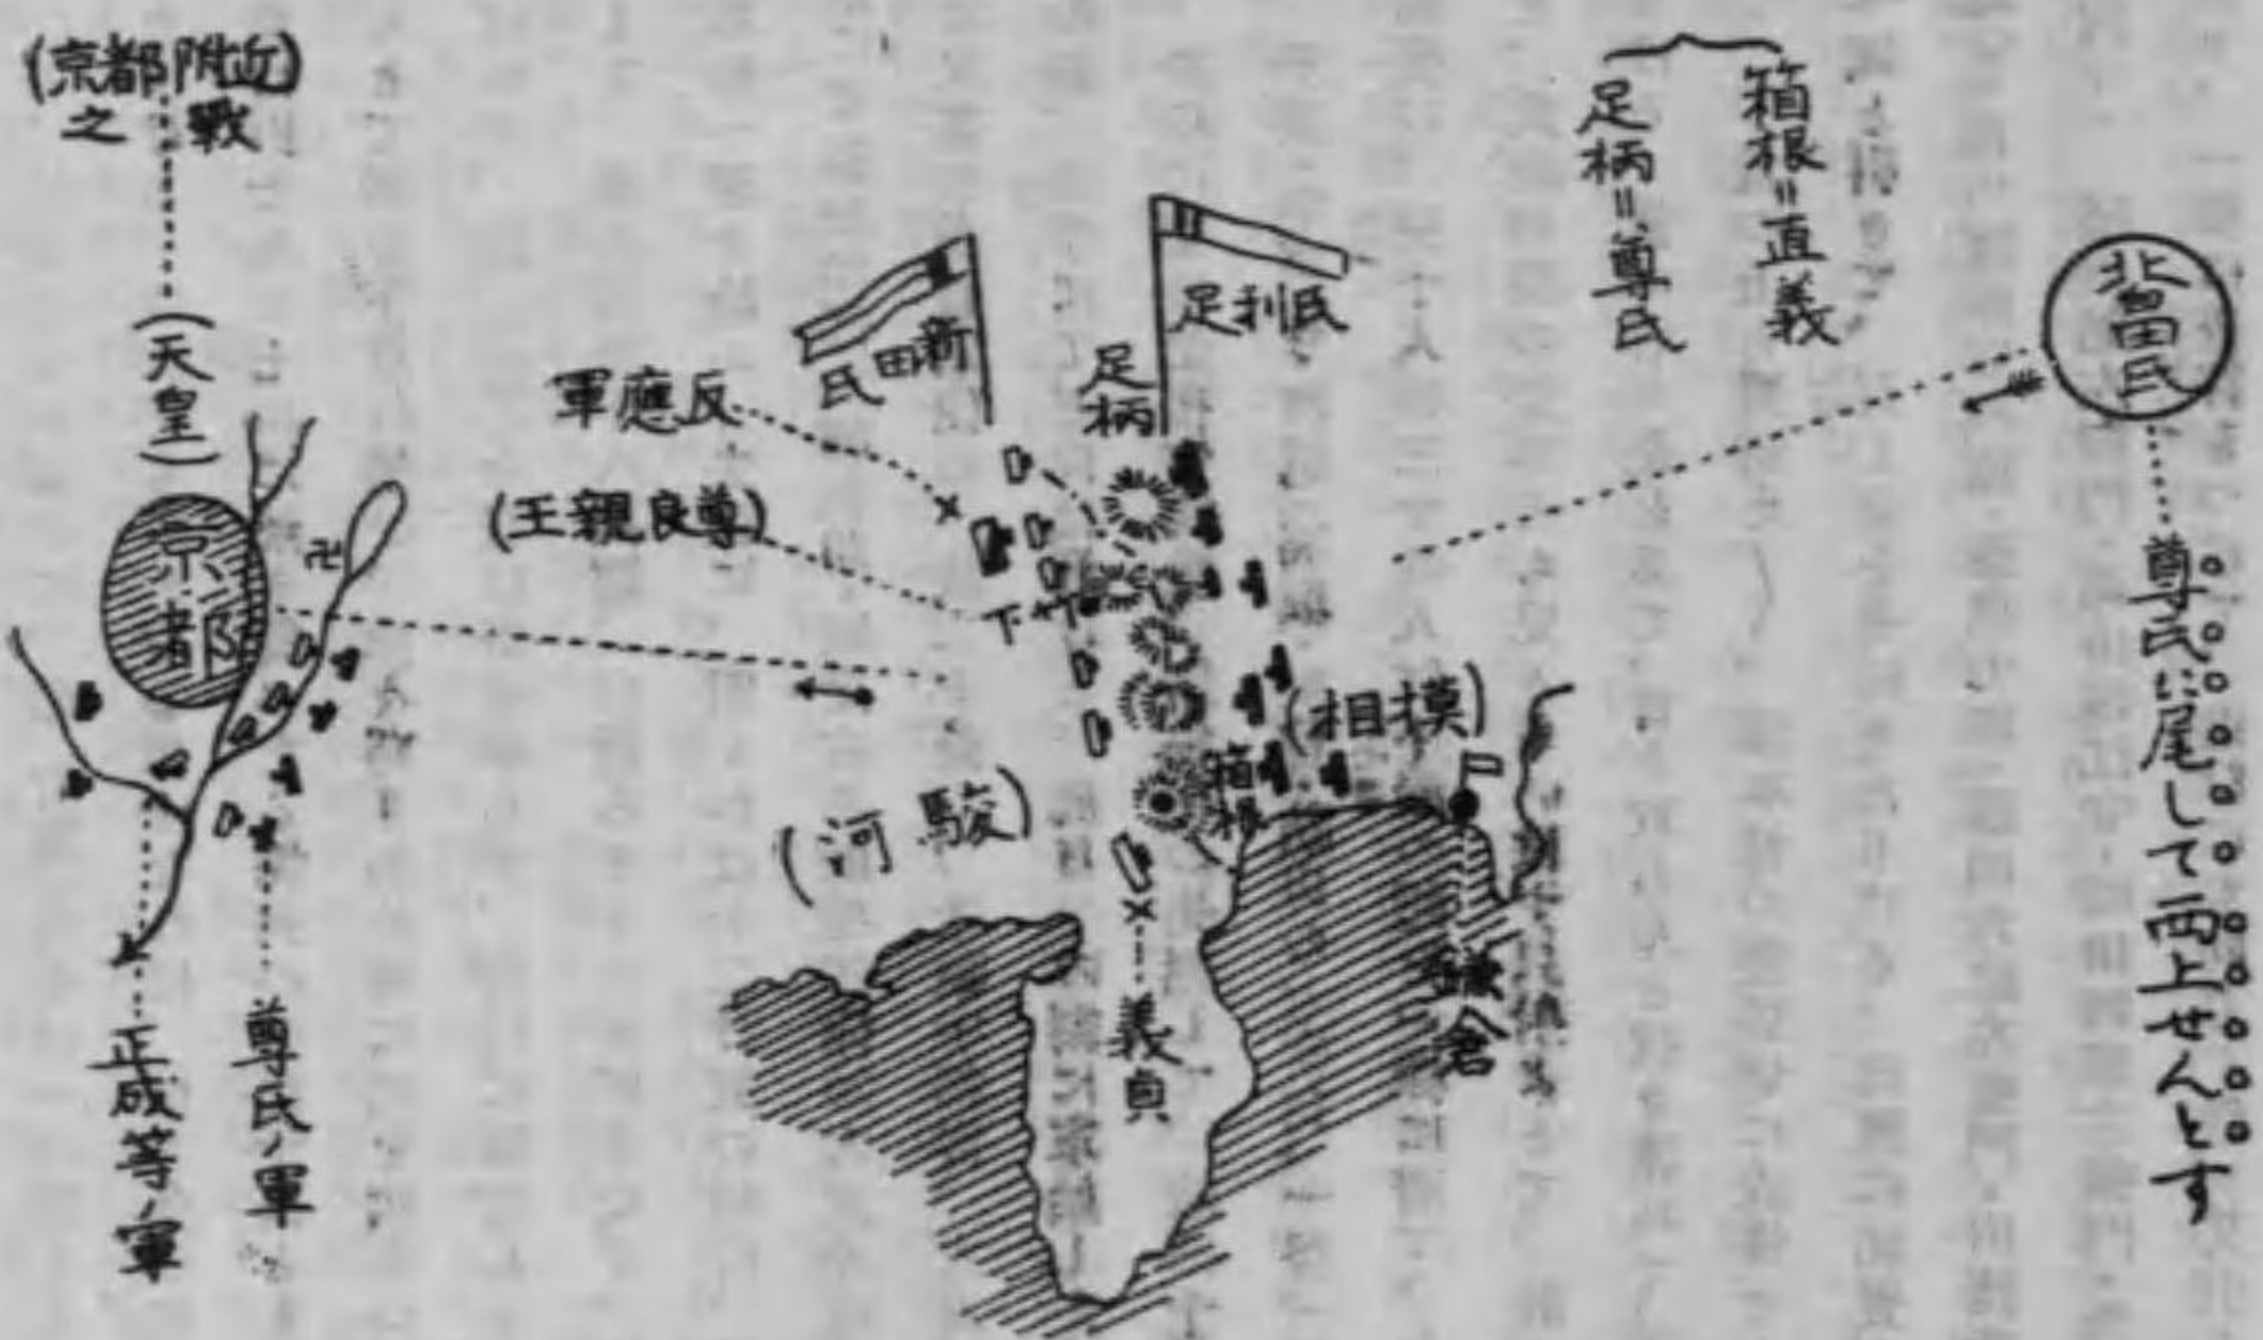 北畠氏
尊氏に尾して西上せんとす
箱根=直義
足柄=尊氏
足利氏
足柄
新田氏
軍應反
(王親良尊)
(相模)
箱根
(河駿)
鎌倉
義貞
(京都附近)
之戰
(天皇)
京都
卍
尊氏ノ軍
正成等ノ軍